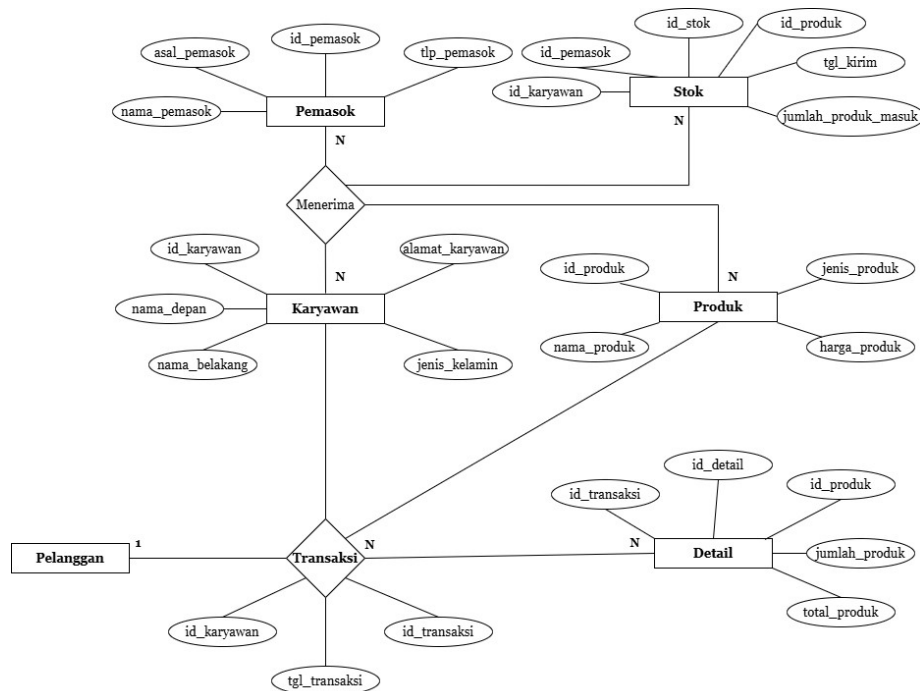 id_stok
id_produk
id_pemasok
asal_pemasok
tlp_pemasok
id_pemasok
tgl_kirim
id_karyawan
Stok
nama_pemasok
Pemasok
jumlah_produk_masuk
N
N
Menerima
id_karyawan
alamat_karyawan
id_produk
jenis_produk
N
N
nama_depan
Karyawan
Produk
nama_belakang
jenis_kelamin
nama_produk
harga_produk
id_detail
id_transaksi
id_produk
1
N
N
Pelanggan
Transaksi
Detail
jumlah_produk
total_produk
id_karyawan
id_transaksi
tgl_transaksi